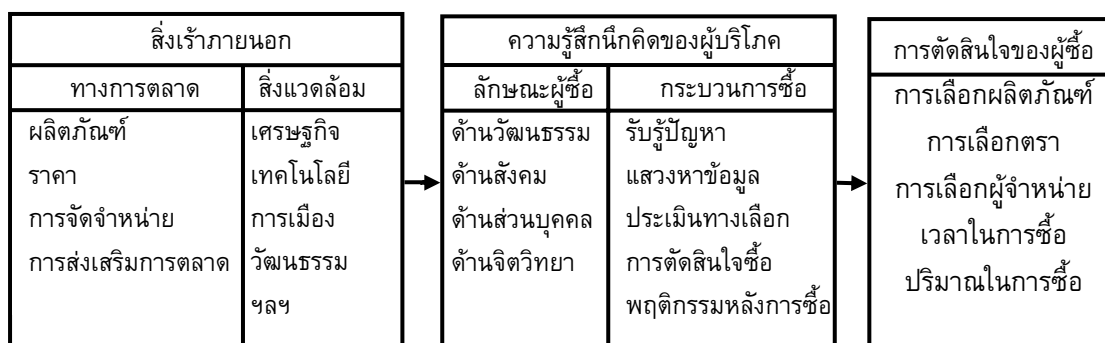 สิ่งเร้าภายนอก
ทางการตลาด
สิ่งแวดล้อม
ผลิตภัณฑ์
ราคา
การจัดจำหน่าย
การส่งเสริมการตลาด
เศรษฐกิจ
เทคโนโลยี
การเมือง
วัฒนธรรม
ฯลฯ
ความรู้สึกนึกคิดของผู้บริโภค
ลักษณะผู้ซื้อ
กระบวนการซื้อ
ด้านวัฒนธรรม
ด้านสังคม
ด้านส่วนบุคคล
ด้านจิตวิทยา
รับรู้ปัญหา
แสวงหาข้อมูล
ประเมินทางเลือก
การตัดสินใจซื้อ
พฤติกรรมหลังการซื้อ
การตัดสินใจของผู้ซื้อ
การเลือกผลิตภัณฑ์
การเลือกตรา
การเลือกผู้จำหน่าย
เวลาในการซื้อ
ปริมาณในการซื้อ